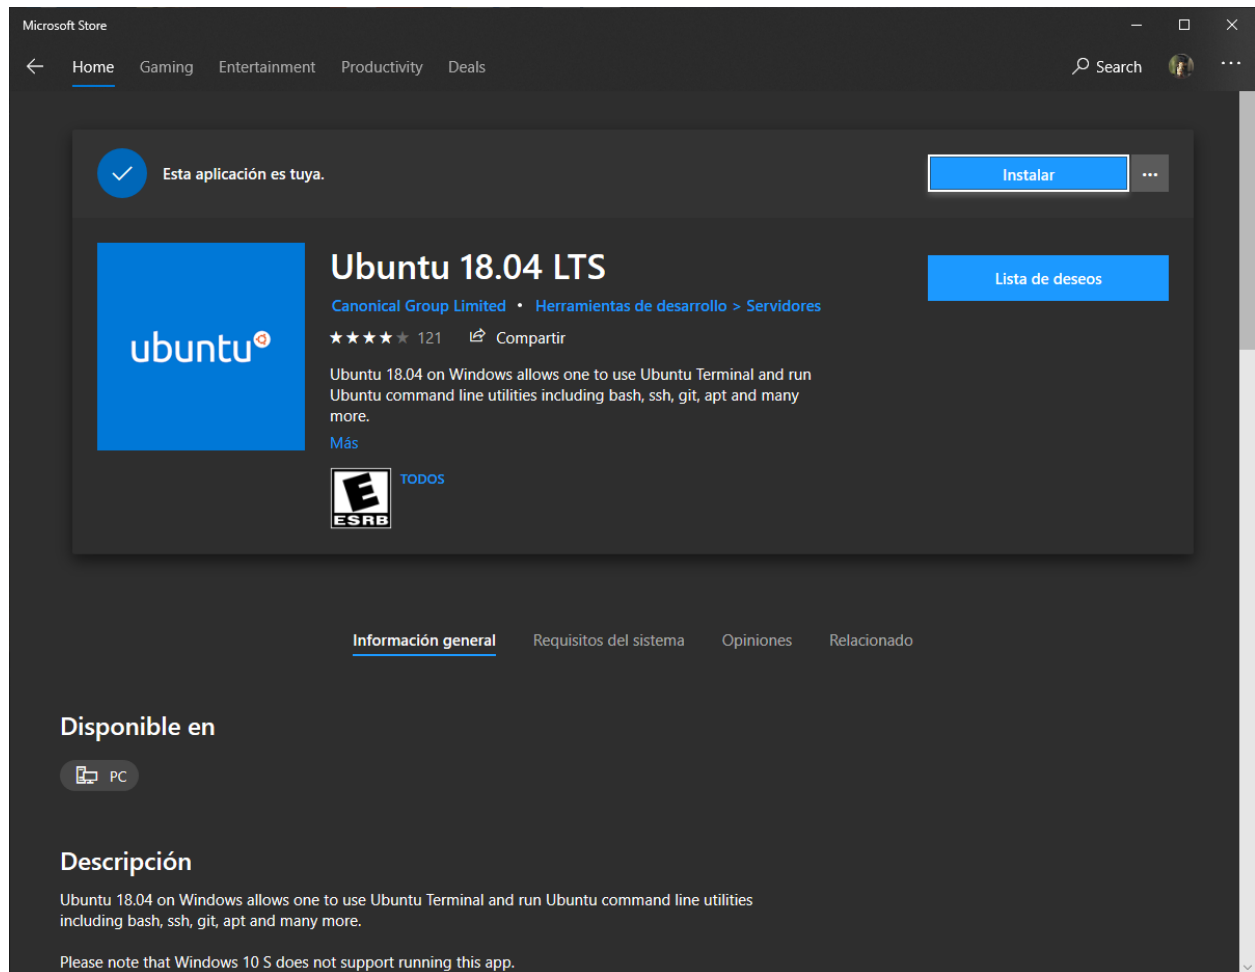 Microsoft Store
Home Gaming Entertainment Productivity Deals Search
Esta aplicación es tuya.
Instalar
Ubuntu 18.04 LTS
Lista de deseos
Canonical Group Limited • Herramientas de desarrollo > Servidores
121 Compartir
ubuntu
Ubuntu 18.04 on Windows allows one to use Ubuntu Terminal and run
Ubuntu command line utilities including bash, ssh, git, apt and many
more.
Más
E
ESRB
TODOS
Información general Requisitos del sistema Opiniones Relacionado
Disponible en
PC
Descripción
Ubuntu 18.04 on Windows allows one to use Ubuntu Terminal and run Ubuntu command line utilities
including bash, ssh, git, apt and many more.
Please note that Windows 10 S does not support running this app.